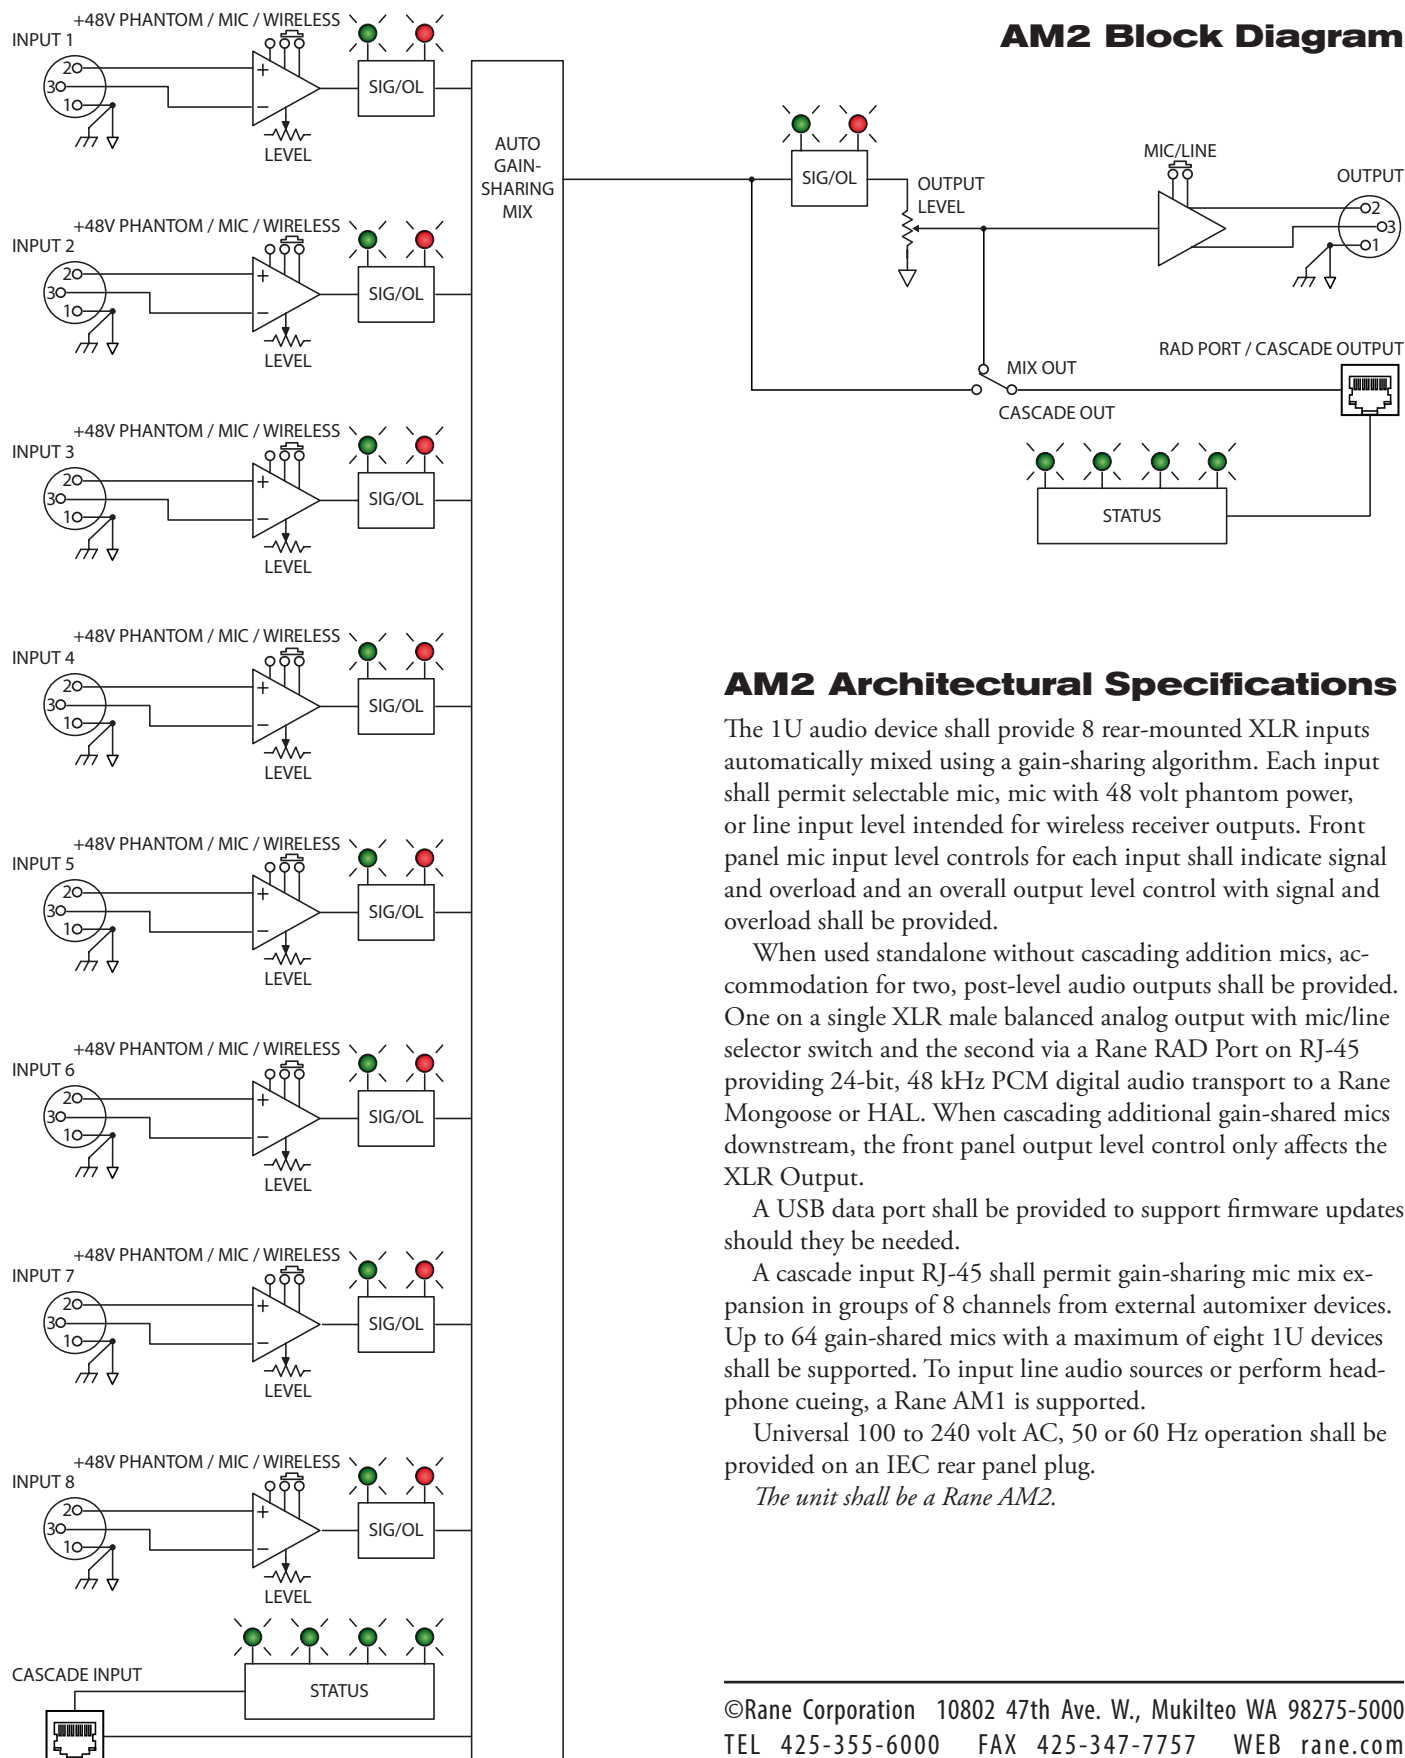 AM2 Block Diagram
+48V PHANTOM / MIC / WIRELESS
INPUT 1
2
3
1
+
−
LEVEL
SIG/OL
+48V PHANTOM / MIC / WIRELESS
INPUT 2
2
3
1
+
−
LEVEL
SIG/OL
+48V PHANTOM / MIC / WIRELESS
INPUT 3
2
3
1
+
−
LEVEL
SIG/OL
+48V PHANTOM / MIC / WIRELESS
INPUT 4
2
3
1
+
−
LEVEL
SIG/OL
+48V PHANTOM / MIC / WIRELESS
INPUT 5
2
3
1
+
−
LEVEL
SIG/OL
+48V PHANTOM / MIC / WIRELESS
INPUT 6
2
3
1
+
−
LEVEL
SIG/OL
+48V PHANTOM / MIC / WIRELESS
INPUT 7
2
3
1
+
−
LEVEL
SIG/OL
+48V PHANTOM / MIC / WIRELESS
INPUT 8
2
3
1
+
−
LEVEL
SIG/OL
CASCADE INPUT
STATUS
AUTO
GAIN-
SHARING
MIX
SIG/OL
OUTPUT
LEVEL
MIC/LINE
OUTPUT
2
3
1
RAD PORT / CASCADE OUTPUT
MIX OUT
CASCADE OUT
STATUS
AM2 Architectural Specifications
The 1U audio device shall provide 8 rear-mounted XLR inputs
automatically mixed using a gain-sharing algorithm. Each input
shall permit selectable mic, mic with 48 volt phantom power,
or line input level intended for wireless receiver outputs. Front
panel mic input level controls for each input shall indicate signal
and overload and an overall output level control with signal and
overload shall be provided.
When used standalone without cascading addition mics, ac-
commodation for two, post-level audio outputs shall be provided.
One on a single XLR male balanced analog output with mic/line
selector switch and the second via a Rane RAD Port on RJ-45
providing 24-bit, 48 kHz PCM digital audio transport to a Rane
Mongoose or HAL. When cascading additional gain-shared mics
downstream, the front panel output level control only affects the
XLR Output.
A USB data port shall be provided to support firmware updates
should they be needed.
A cascade input RJ-45 shall permit gain-sharing mic mix ex-
pansion in groups of 8 channels from external automixer devices.
Up to 64 gain-shared mics with a maximum of eight 1U devices
shall be supported. To input line audio sources or perform head-
phone cueing, a Rane AM1 is supported.
Universal 100 to 240 volt AC, 50 or 60 Hz operation shall be
provided on an IEC rear panel plug.
The unit shall be a Rane AM2.
©Rane Corporation 10802 47th Ave. W., Mukilteo WA 98275-5000
TEL 425-355-6000 FAX 425-347-7757 WEB rane.com